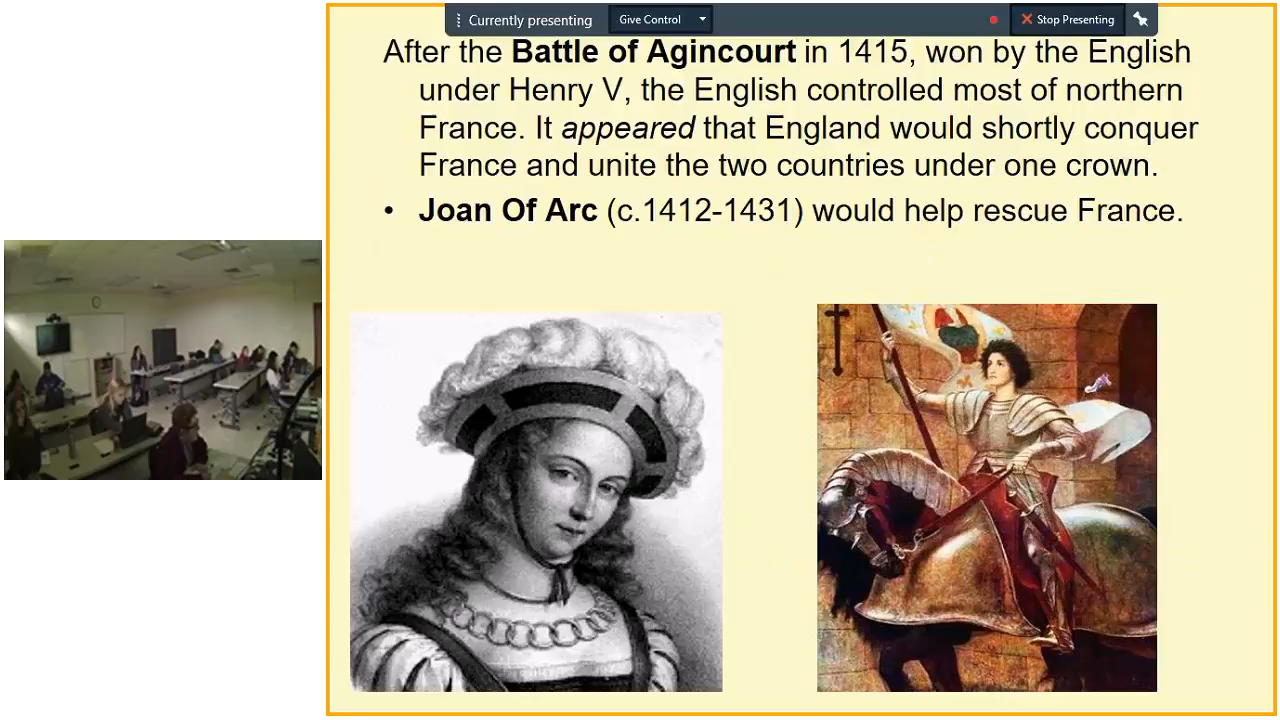 Currently presenting
Give Control
Stop Presenting
After the Battle of Agincourt in 1415, won by the English
under Henry V, the English controlled most of northern
France. It appeared that England would shortly conquer
France and unite the two countries under one crown.
• Joan Of Arc (c.1412-1431) would help rescue France.